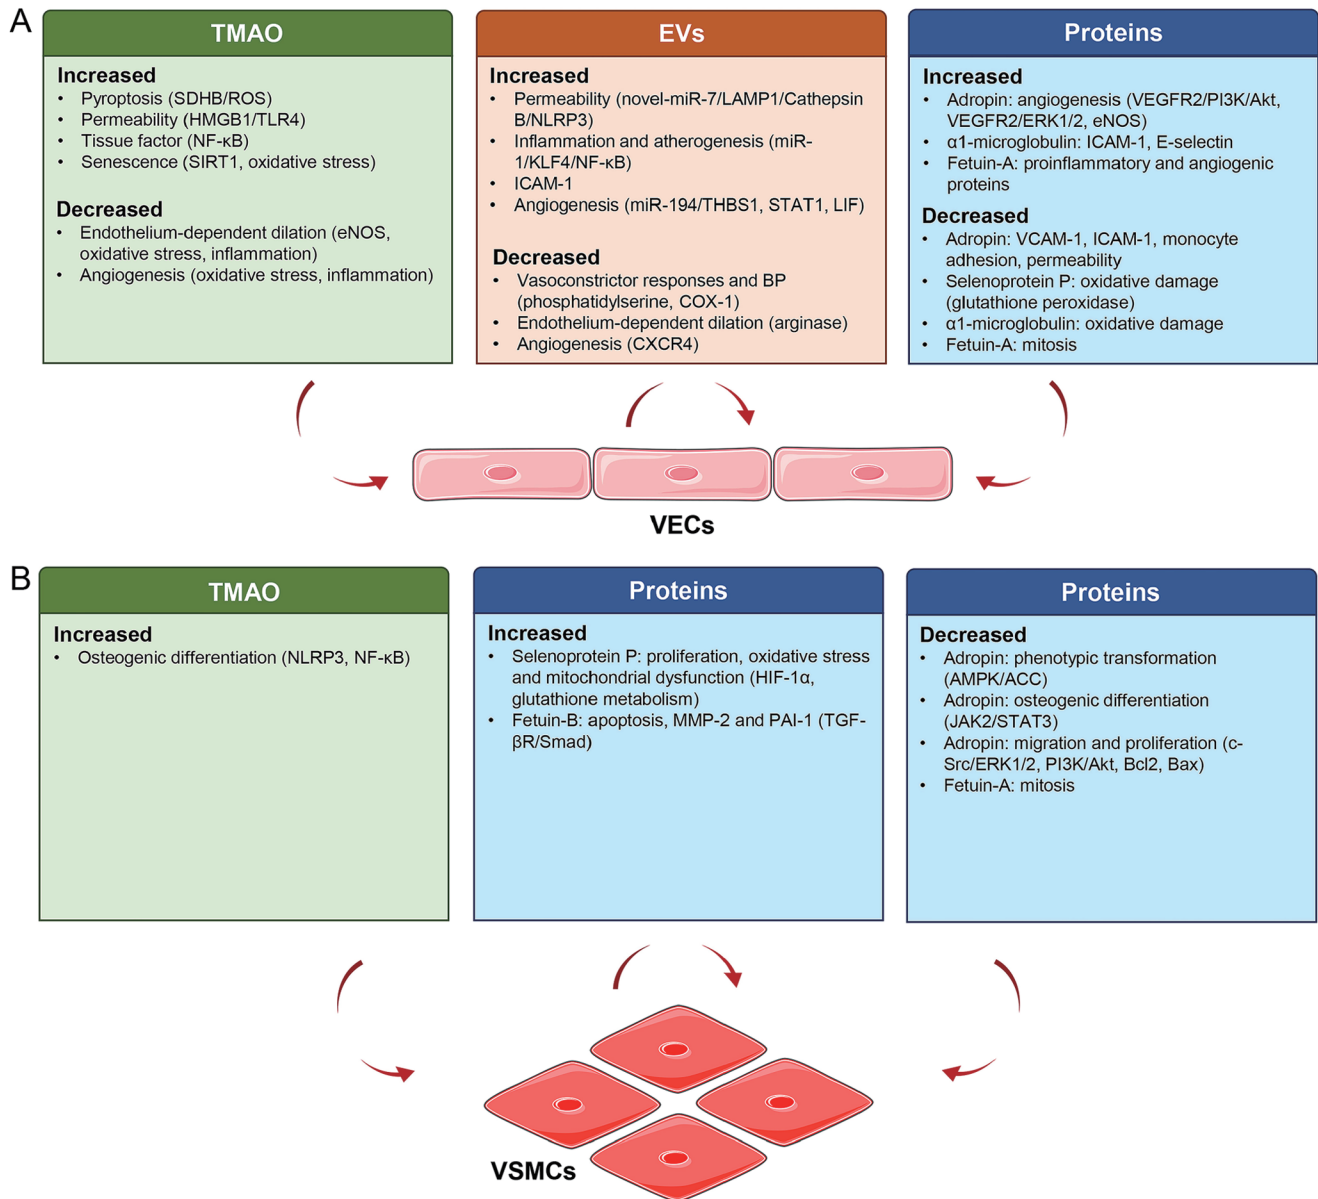 A
TMAO
Increased
• Pyroptosis (SDHB/ROS)
• Permeability (HMGB1/TLR4)
• Tissue factor (NF-κB)
• Senescence (SIRT1, oxidative stress)
Decreased
• Endothelium-dependent dilation (eNOS,
oxidative stress, inflammation)
• Angiogenesis (oxidative stress, inflammation)
EVs
Increased
• Permeability (novel-miR-7/LAMP1/Cathepsin
B/NLRP3)
• Inflammation and atherogenesis (miR-
1/KLF4/NF-κB)
• ICAM-1
• Angiogenesis (miR-194/THBS1, STAT1, LIF)
Decreased
• Vasoconstrictor responses and BP
(phosphatidylserine, COX-1)
• Endothelium-dependent dilation (arginase)
• Angiogenesis (CXCR4)
Proteins
Increased
• Adropin: angiogenesis (VEGFR2/PI3K/Akt,
VEGFR2/ERK1/2, eNOS)
• α1-microglobulin: ICAM-1, E-selectin
• Fetuin-A: proinflammatory and angiogenic
proteins
Decreased
• Adropin: VCAM-1, ICAM-1, monocyte
adhesion, permeability
• Selenoprotein P: oxidative damage
(glutathione peroxidase)
• α1-microglobulin: oxidative damage
• Fetuin-A: mitosis
VECs
B
TMAO
Increased
• Osteogenic differentiation (NLRP3, NF-κB)
Proteins
Increased
• Selenoprotein P: proliferation, oxidative stress
and mitochondrial dysfunction (HIF-1α,
glutathione metabolism)
• Fetuin-B: apoptosis, MMP-2 and PAI-1 (TGF-
βR/Smad)
Proteins
Decreased
• Adropin: phenotypic transformation
(AMPK/ACC)
• Adropin: osteogenic differentiation
(JAK2/STAT3)
• Adropin: migration and proliferation (c-
Src/ERK1/2, PI3K/Akt, Bcl2, Bax)
• Fetuin-A: mitosis
VSMCs